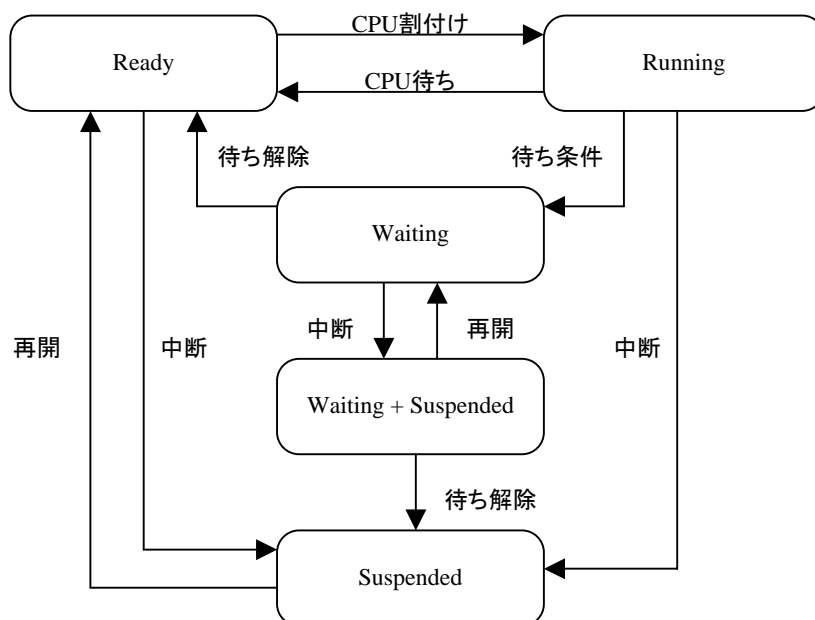 CPU割付け
Ready
Running
CPU待ち
待ち解除
待ち条件
Waiting
再開
中断
中断
再開
中断
Waiting + Suspended
待ち解除
Suspended